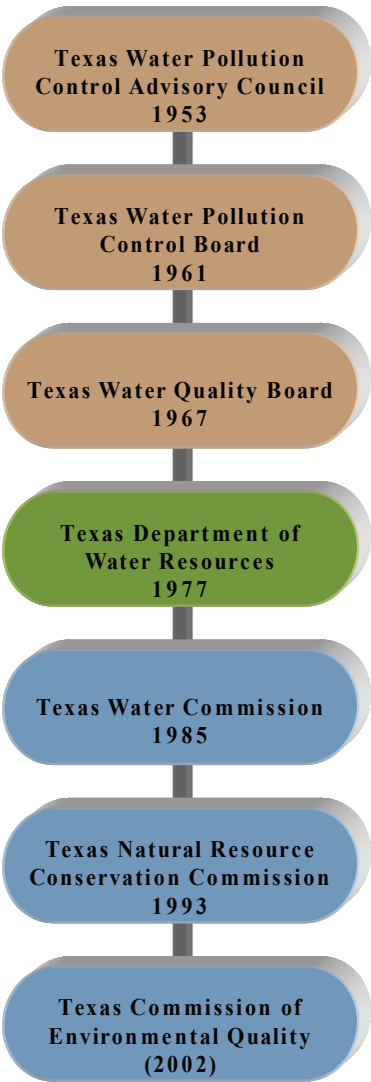 Texas Water Pollution
Control Advisory Council
1953
Texas Water Pollution
Control Board
1961
Texas Water Quality Board
1967
Texas Department of
Water Resources
1977
Texas Water Commission
1985
Texas Natural Resource
Conservation Commission
1993
Texas Commission of
Environmental Quality
(2002)